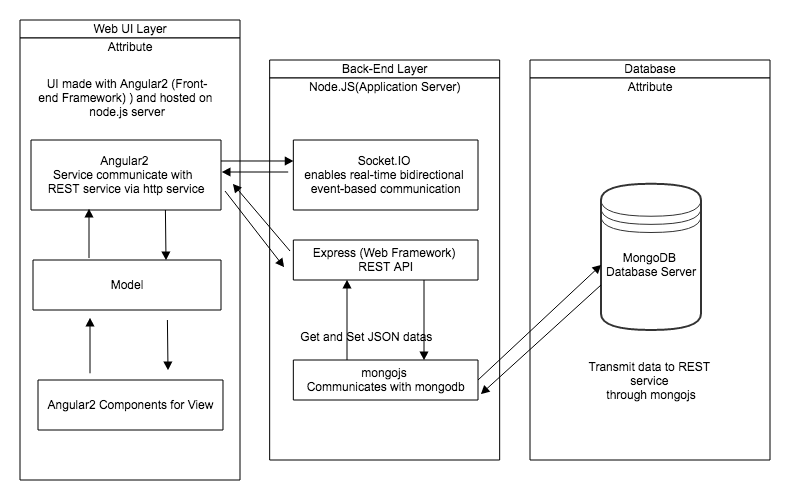 Web UI Layer
Attribute
UI made with Angular2 (Front-
end Framework) ) and hosted on
node.js server
Angular2
Service communicate with
REST service via http service
Model
Angular2 Components for View
Back-End Layer
Node.JS(Application Server)
Socket.IO
enables real-time bidirectional
event-based communication
Express (Web Framework)
REST API
Get and Set JSON datas
mongojs
Communicates with mongodb
Database
Attribute
MongoDB
Database Server
Transmit data to REST
service
through mongojs